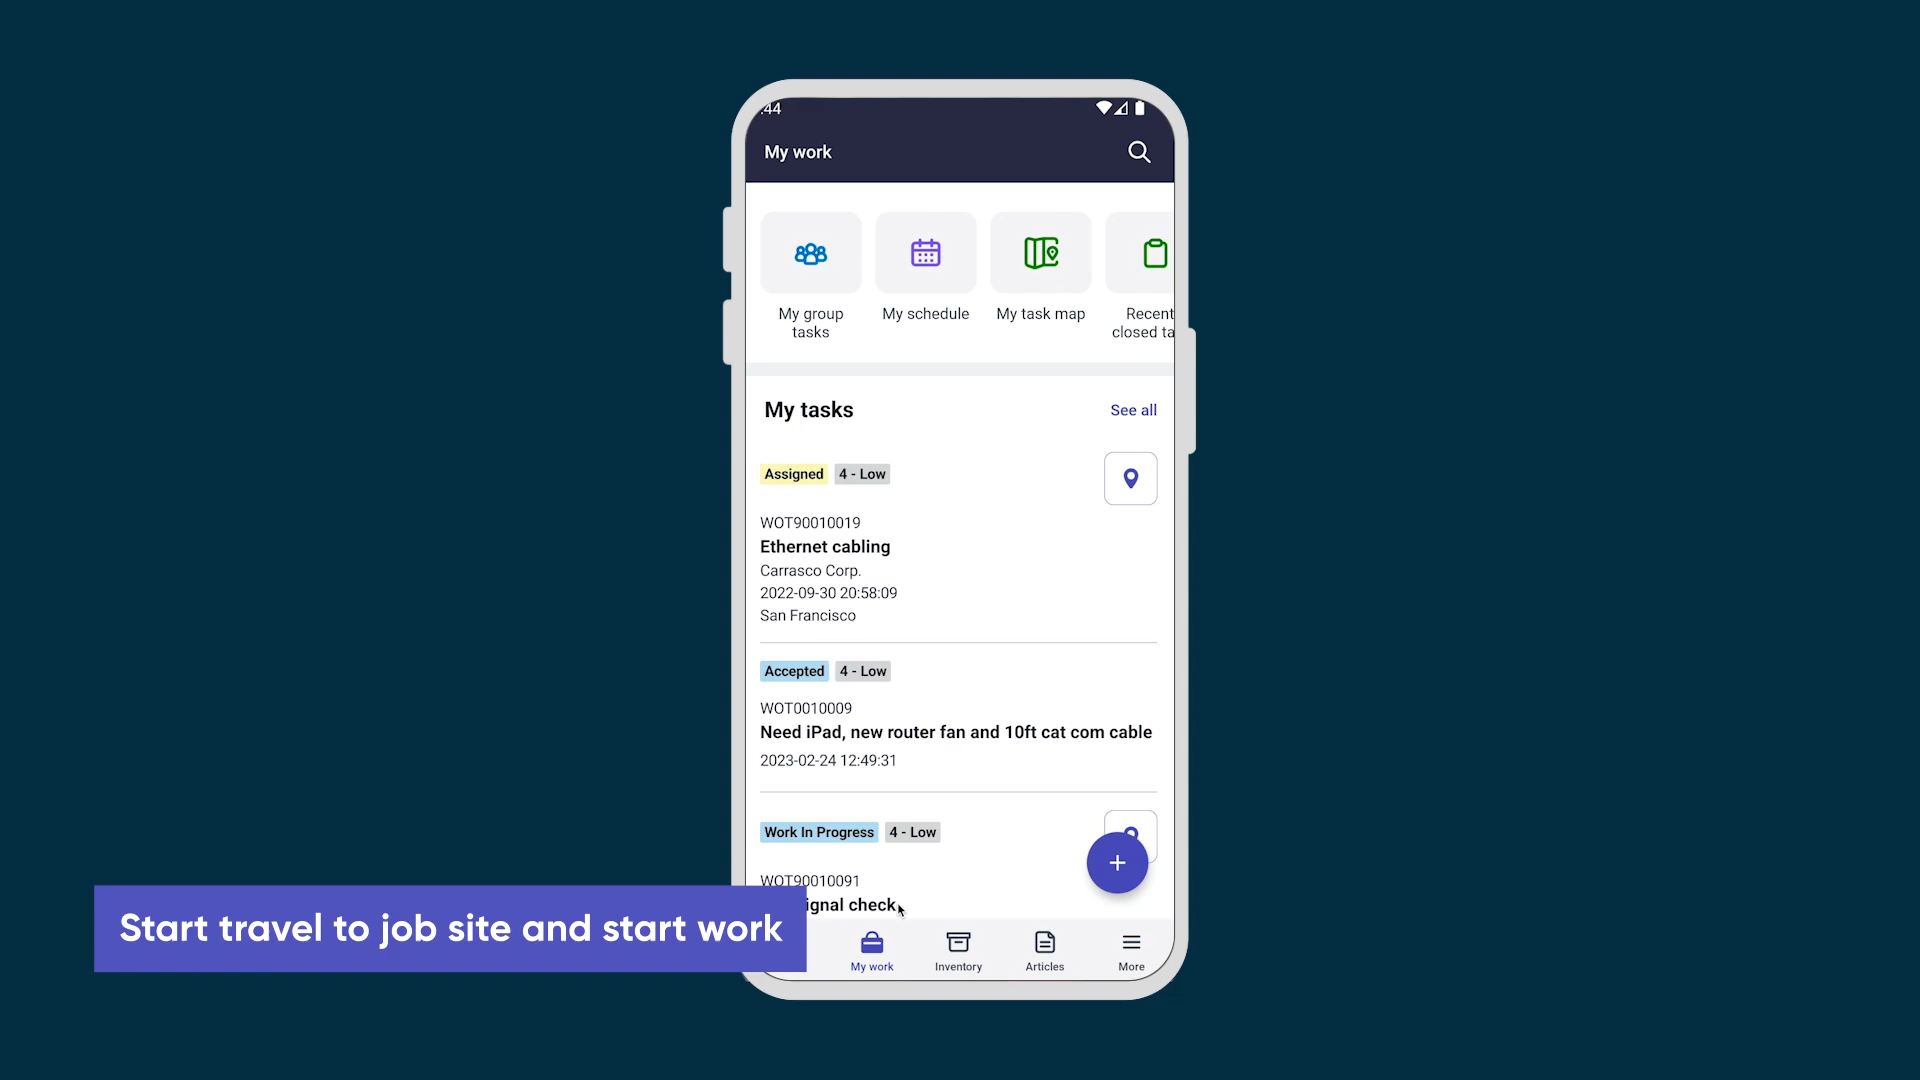 :44
My work
My group
tasks
My schedule
My task map
Recent
closed ta
My tasks
See all
Assigned
4 - Low
WOT90010019
Ethernet cabling
Carrasco Corp.
2022-09-30 20:58:09
San Francisco
Accepted
4 - Low
WOT0010009
Need iPad, new router fan and 10ft cat com cable
2023-02-24 12:49:31
Work In Progress
4 - Low
WOT90010091
ignal check
+
Start travel to job site and start work
My work
Inventory
Articles
More